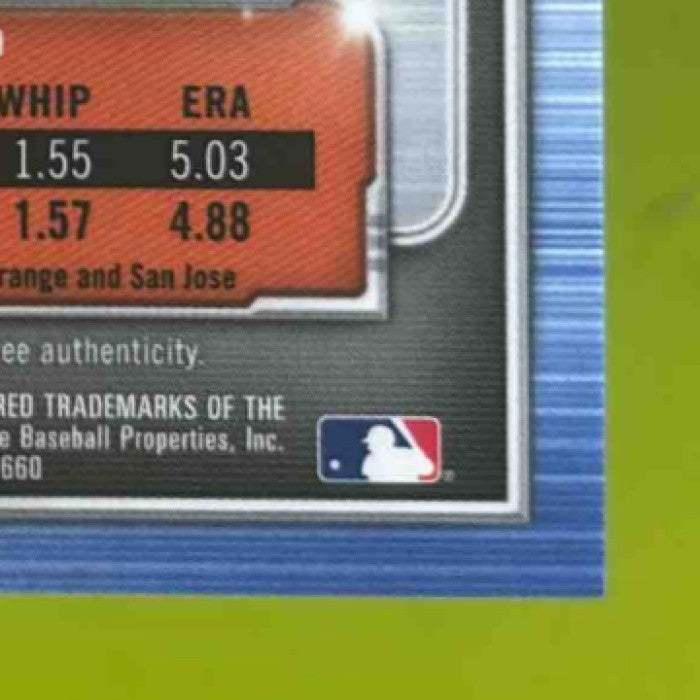 WHIP ERA
1.55 5.03
1.57 4.88
range and San Jose
ee authenticity.
RED TRADEMARKS OF THE
e Baseball Properties, Inc.
660